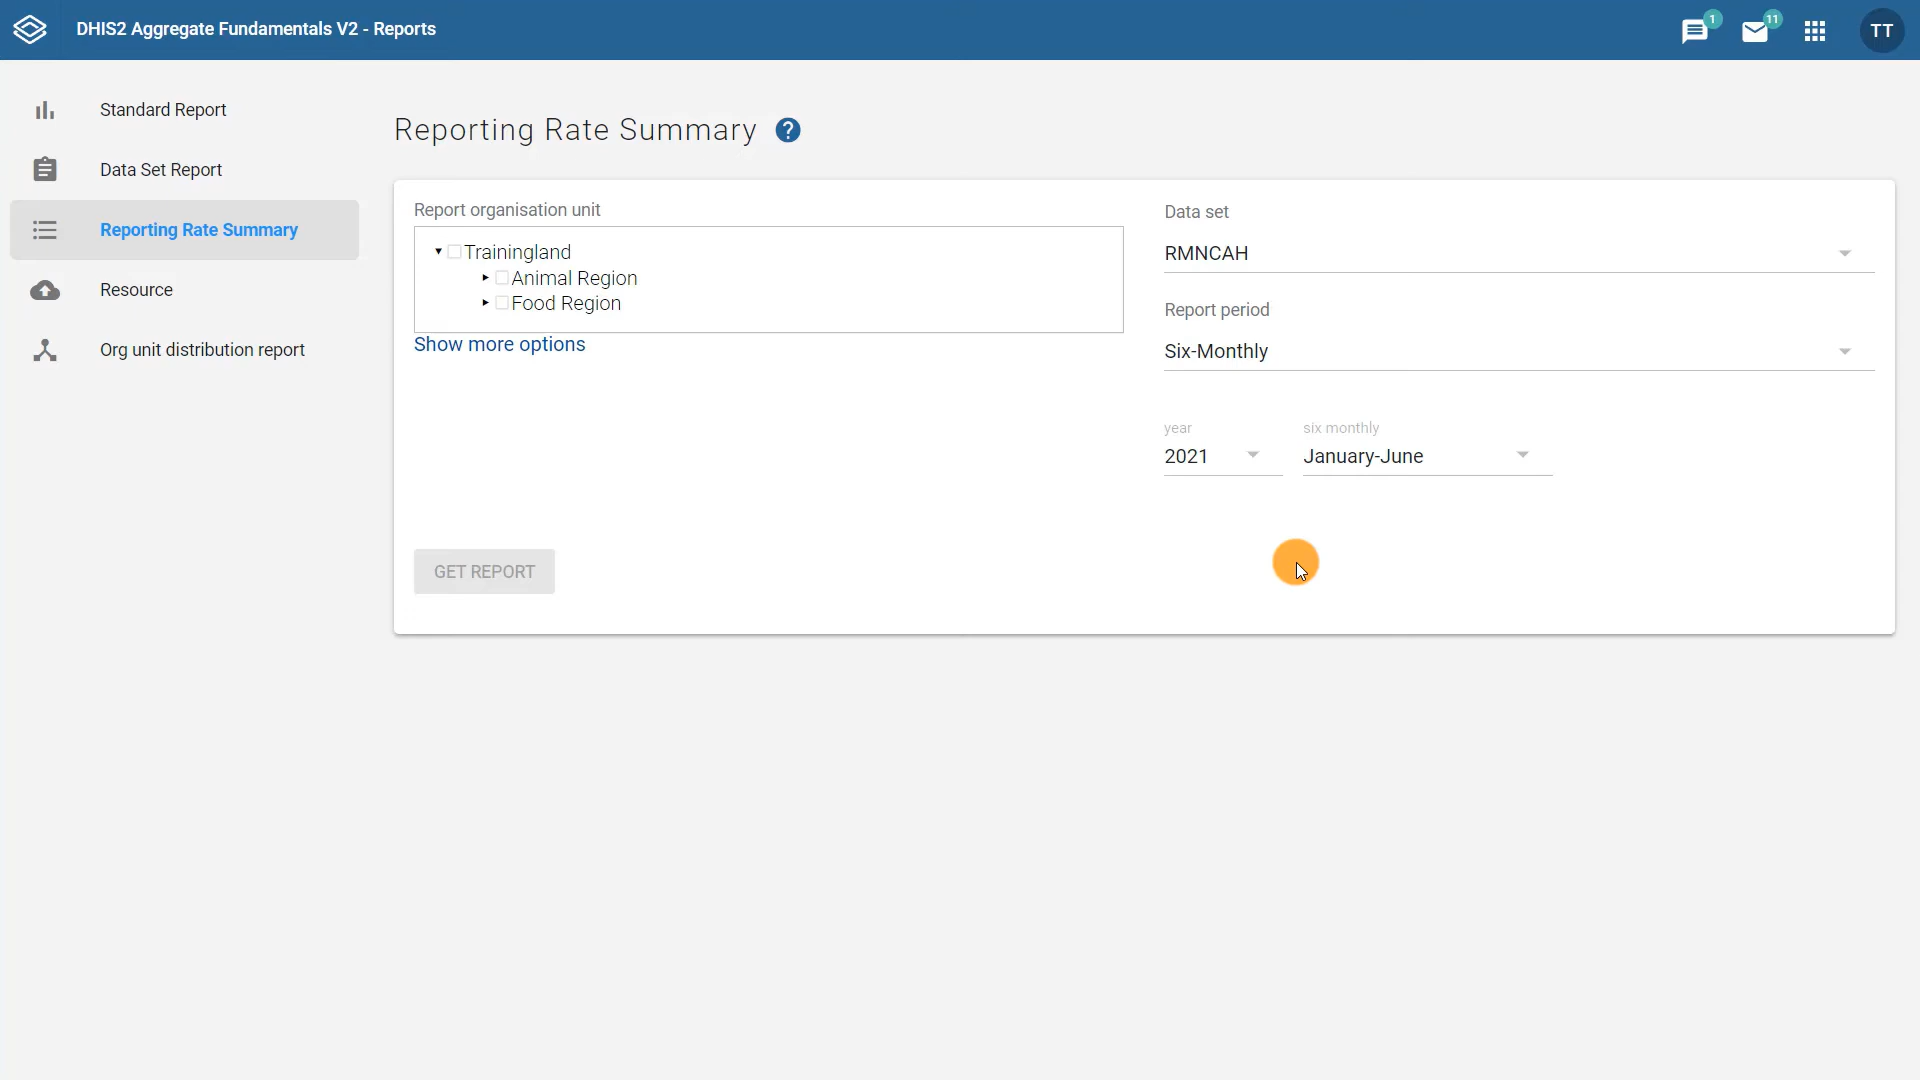 DHIS2 Aggregate Fundamentals V2 - Reports
1
11
TT
Standard Report
Data Set Report
Reporting Rate Summary
Resource
Org unit distribution report
Reporting Rate Summary ?
Report organisation unit
Trainingland
Animal Region
Food Region
Show more options
Data set
RMNCAH
Report period
Six-Monthly
year
2021
six monthly
January-June
GET REPORT